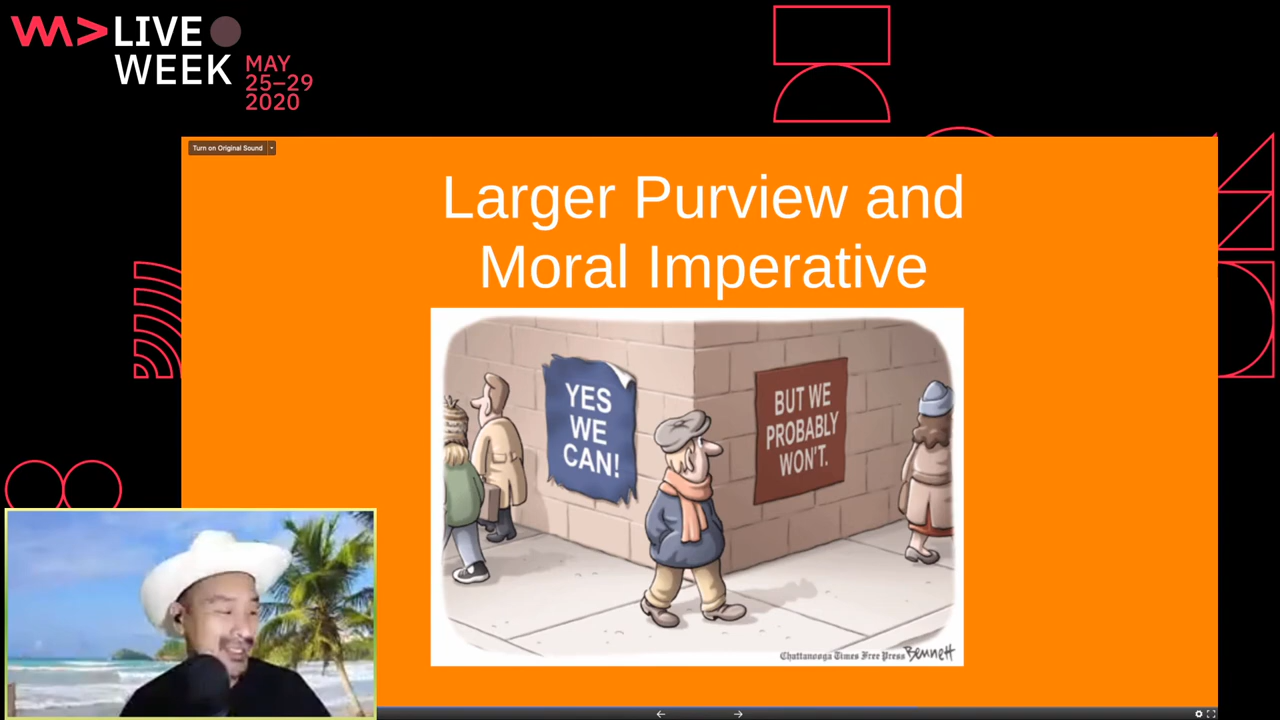 LIVE
WEEK
MAY
25–29
2020
Turn on Original Sound
Larger Purview and
Moral Imperative
YES
WE
CAN!
BUT WE
PROBABLY
WON'T.
Chattanooga Times Free Press Bennett